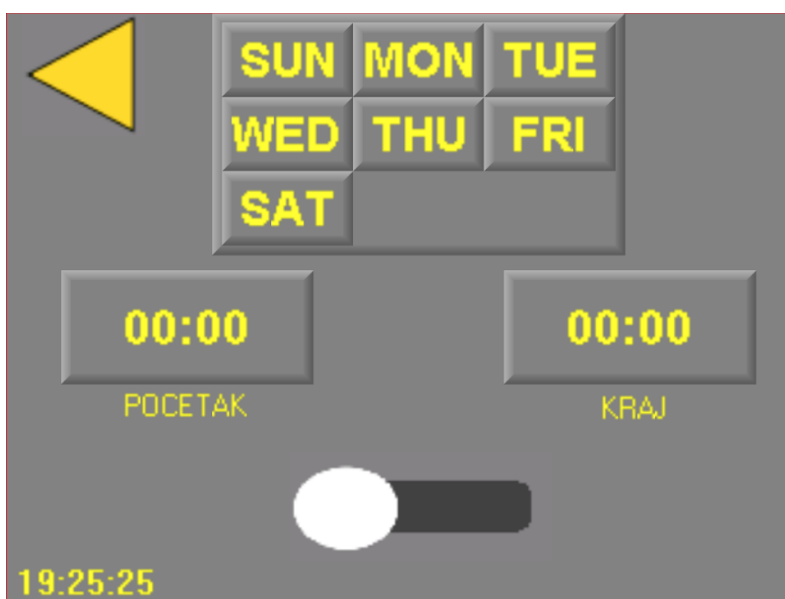 SUN MON TUE
WED THU FRI
SAT
00:00 00:00
POCETAK KRAJ
19:25:25